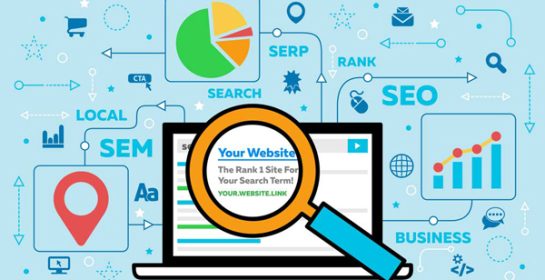 SERP
RANK
CTA
SEARCH
SEO
LOCAL
SEM
Your Website
The Rank 1 Site For
Your Search Term!
YOUR.WEBSITE.LINK
Aa
BUSINESS